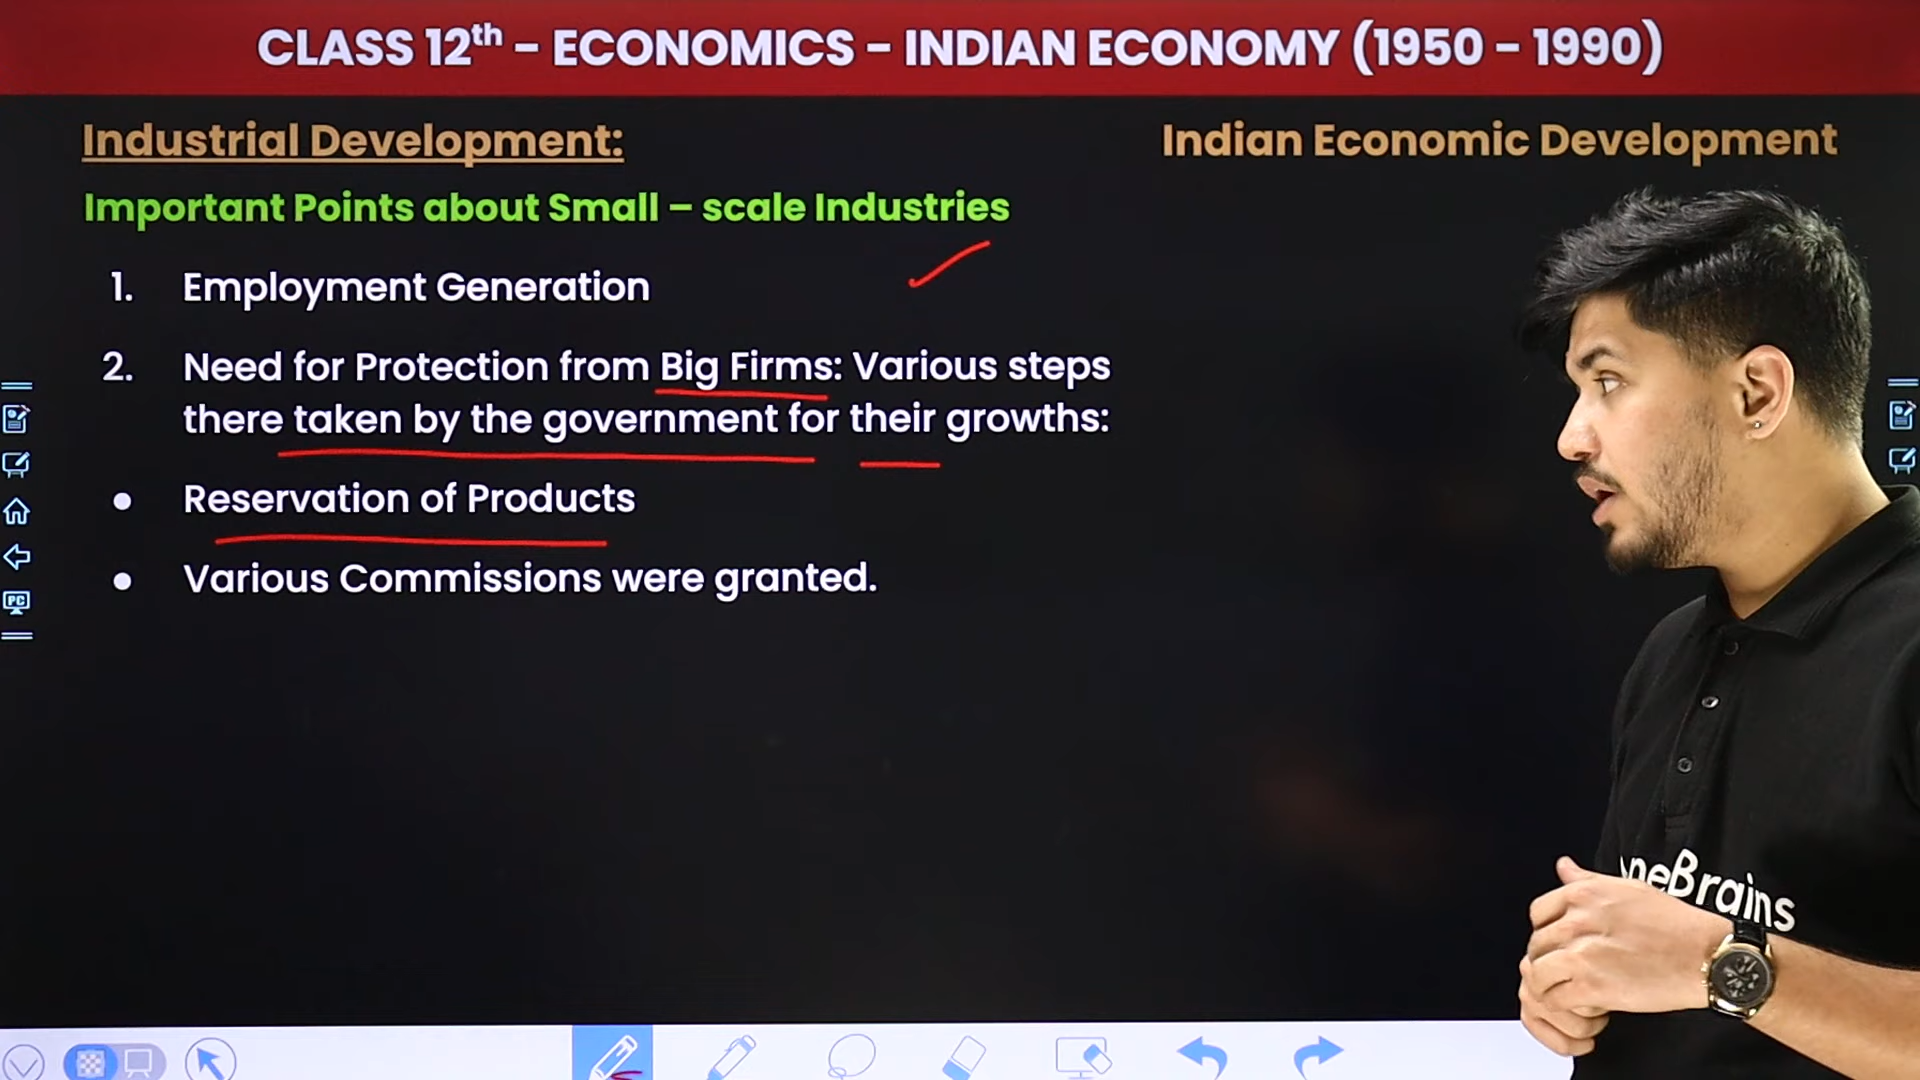 CLASS 12th - ECONOMICS - INDIAN ECONOMY (1950 - 1990)
Industrial Development:
Indian Economic Development
Important Points about Small - scale Industries
1. Employment Generation
2. Need for Protection from Big Firms: Various steps
there taken by the government for their growths:
• Reservation of Products
• Various Commissions were granted.
PC
Brains